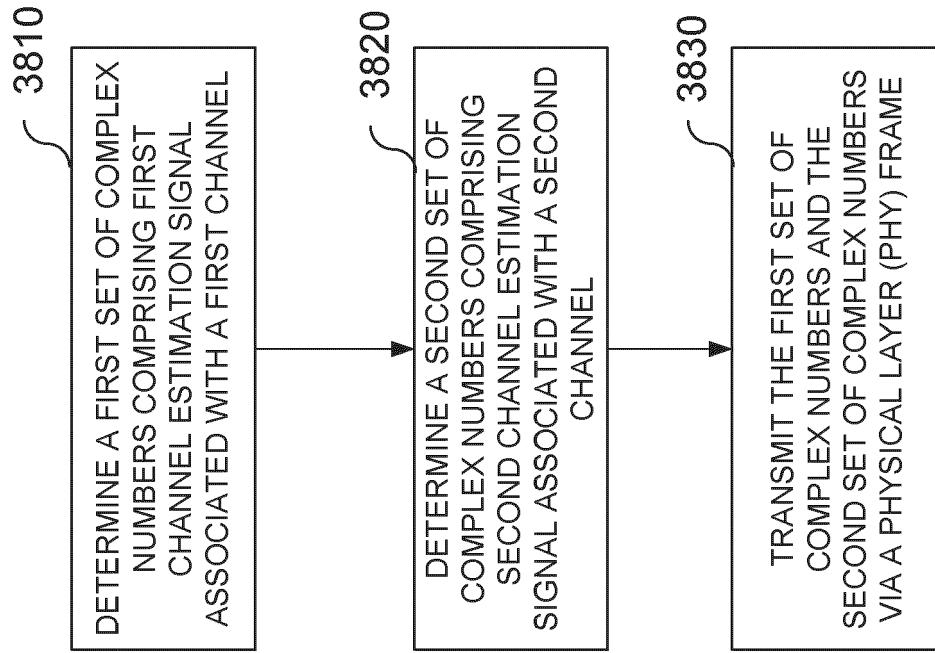 3810
DETERMINE A FIRST SET OF COMPLEX
NUMBERS COMPRISING FIRST
CHANNEL ESTIMATION SIGNAL
ASSOCIATED WITH A FIRST CHANNEL
3820
DETERMINE A SECOND SET OF
COMPLEX NUMBERS COMPRISING
SECOND CHANNEL ESTIMATION
SIGNAL ASSOCIATED WITH A SECOND
CHANNEL
3830
TRANSMIT THE FIRST SET OF
COMPLEX NUMBERS AND THE
SECOND SET OF COMPLEX NUMBERS
VIA A PHYSICAL LAYER (PHY) FRAME